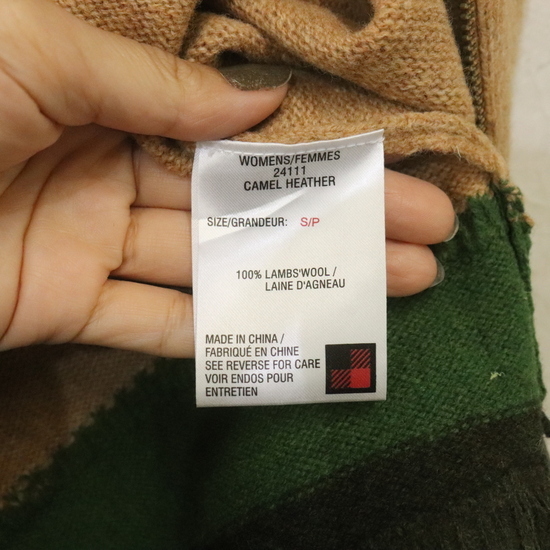 WOMENS/FEMMES
24111
CAMEL HEATHER
SIZE/GRANDEUR: S/P
100% LAMBS'WOOL /
LAINE D'AGNEAU
MADE IN CHINA /
FABRIQUÉ EN CHINE
SEE REVERSE FOR CARE
VOIR ENDOS POUR
ENTRETIEN